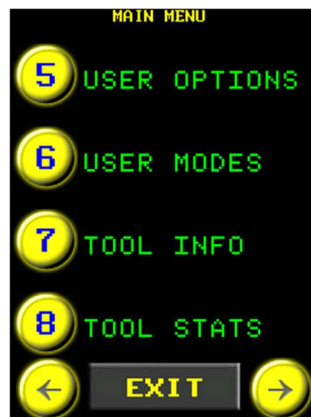 MAIN MENU
5 USER OPTIONS
6 USER MODES
7 TOOL INFO
8 TOOL STATS
← EXIT →